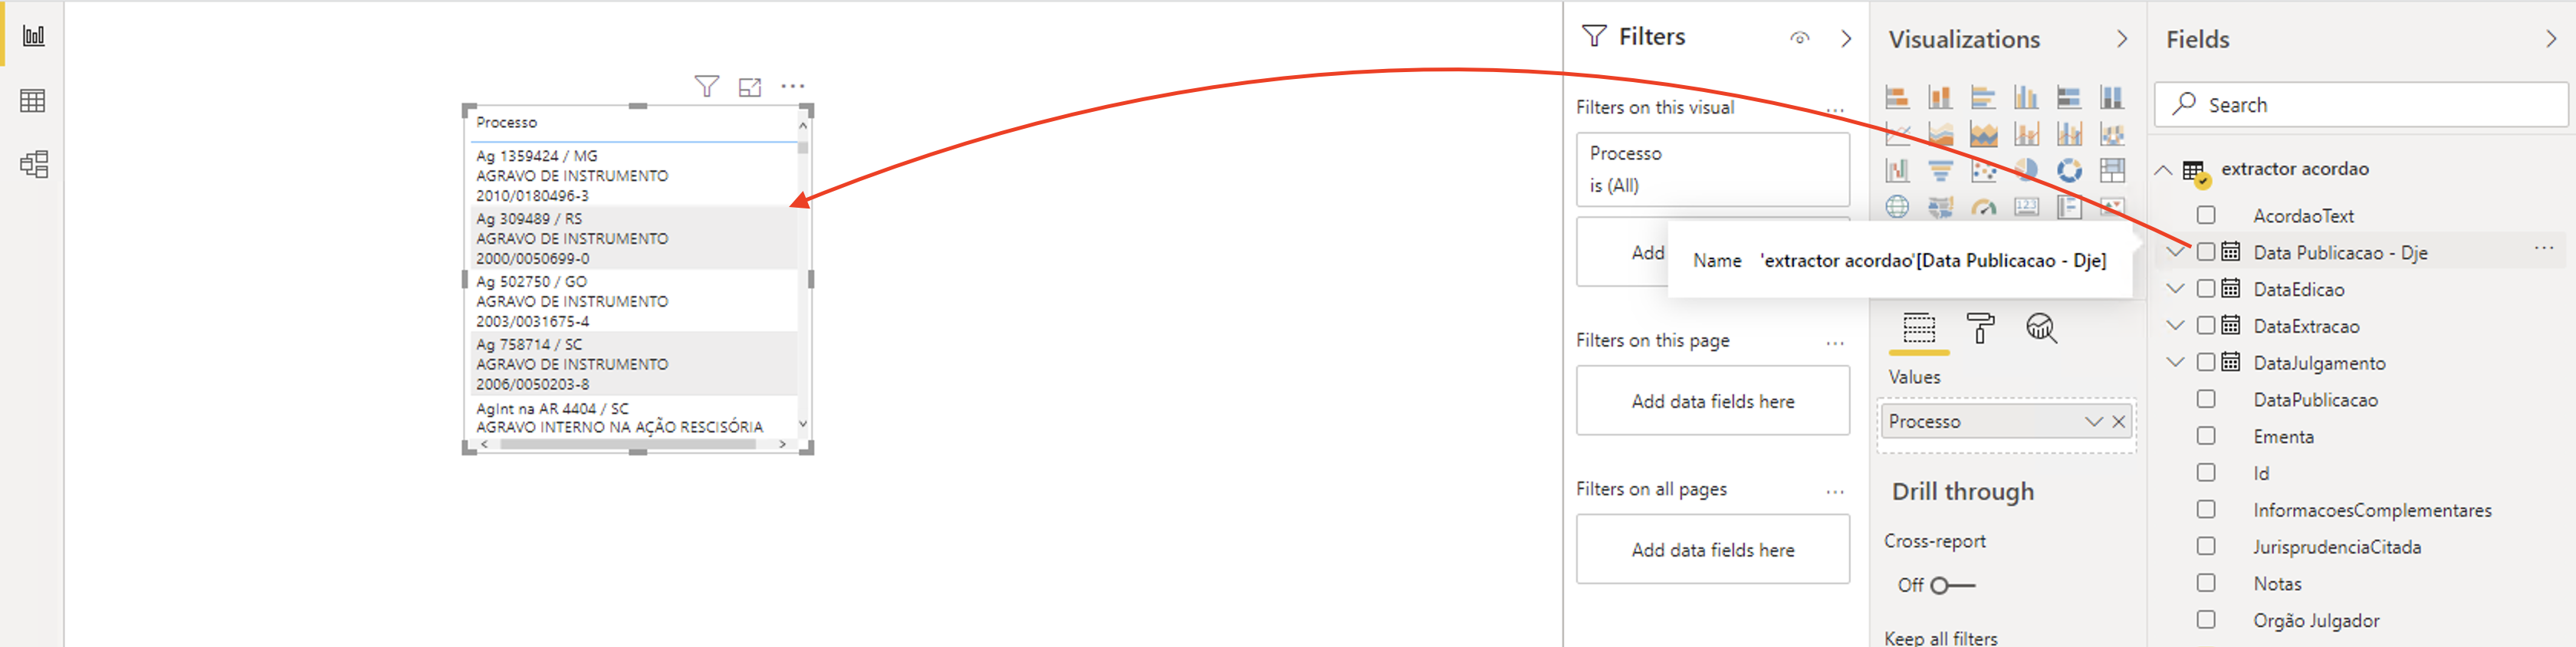 Processo
Ag 1359424 / MG
AGRAVO DE INSTRUMENTO
2010/0180496-3
Ag 309489 / RS
AGRAVO DE INSTRUMENTO
2000/0050699-0
Ag 502750 / GO
AGRAVO DE INSTRUMENTO
2003/0031675-4
Ag 758714 / SC
AGRAVO DE INSTRUMENTO
2006/0050203-8
AgInt na AR 4404 / SC
AGRAVO INTERNO NA AÇÃO RESCISÓRIA
Filters
Filters on this visual
Processo
is (All)
Add
Filters on this page
Add data fields here
Filters on all pages
Add data fields here
Visualizations
123
Name 'extractor acordao'[Data Publicacao - Dje]
Values
Processo
Drill through
Cross-report
Off
Keep all filters
Fields
Search
extractor acordao
AcordaoText
Data Publicacao - Dje
DataEdicao
DataExtracao
DataJulgamento
DataPublicacao
Ementa
Id
InformacoesComplementares
JurisprudenciaCitada
Notas
Orgão Julgador